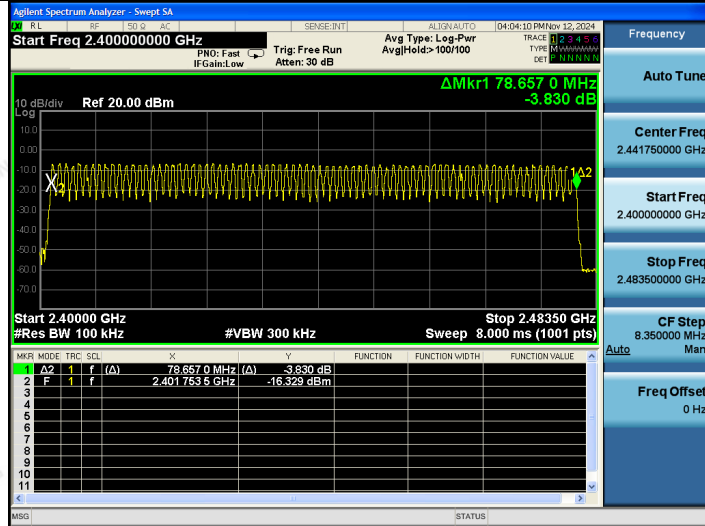 Agilent Spectrum Analyzer - Swept SA
LXI RL RF 50 Ω AC SENSE:INT ALIGN AUTO 04:04:10 PM Nov 12, 2024
Start Freq 2.400000000 GHz
PNO: Fast
IFGain:Low
Trig: Free Run
Atten: 30 dB
Avg Type: Log-Pwr
Avg|Hold:>100/100
TRACE 1 2 3 4 5 6
TYPE M
DET P N N N N N
ΔMkr1 78.657 0 MHz
-3.830 dB
10 dB/div Ref 20.00 dBm
Log
10.0
0.00
-10.0
-20.0
-30.0
-40.0
-50.0
-60.0
-70.0
2
1Δ2
Start 2.40000 GHz Stop 2.48350 GHz
#Res BW 100 kHz #VBW 300 kHz Sweep 8.000 ms (1001 pts)
MKR MODE TRC SCL X Y FUNCTION FUNCTION WIDTH FUNCTION VALUE
1 Δ2 1 f (Δ) 78.657 0 MHz (Δ) -3.830 dB
2 F 1 f 2.401 753 5 GHz -16.329 dBm
3
4
5
6
7
8
9
10
11
MSG STATUS
Frequency
Auto Tune
Center Freq
2.441750000 GHz
Start Freq
2.400000000 GHz
Stop Freq
2.483500000 GHz
CF Step
8.350000 MHz
Auto Man
Freq Offset
0 Hz